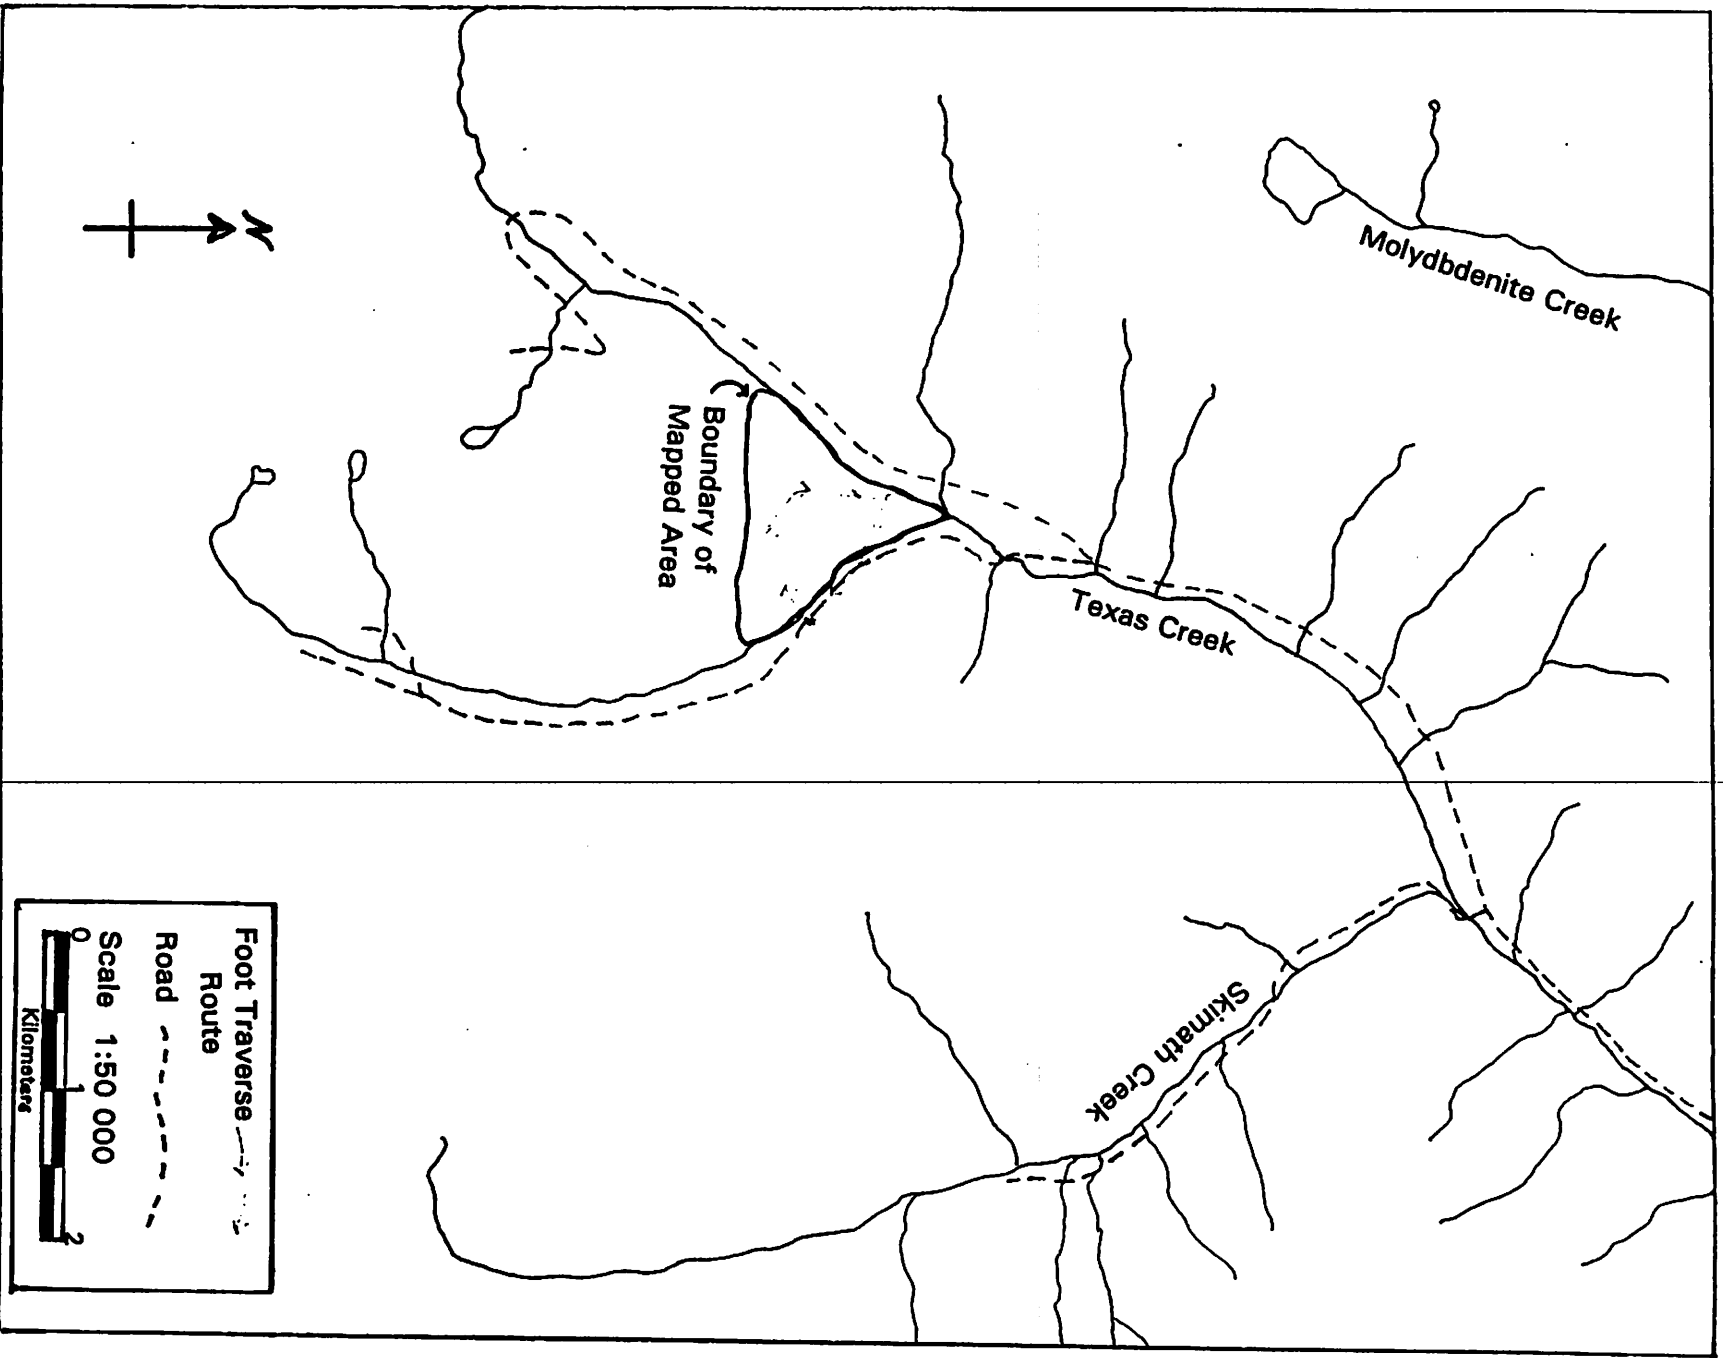 N
Molydbdenite Creek
Texas Creek
Boundary of
Mapped Area
Skimath Creek
Foot Traverse
Route
Road
Scale 1:50 000
0 1 2
Kilometers